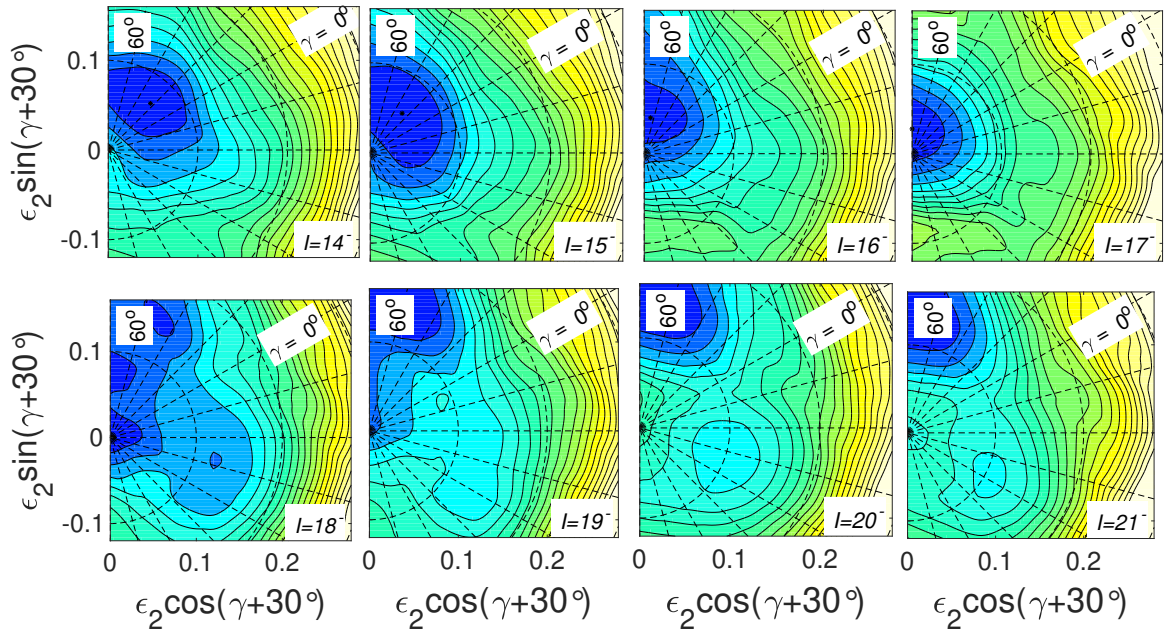 ϵ₂sin(γ+30°)
0.1
0
-0.1
60°
γ = 0°
I=14⁻
60°
γ = 0°
I=15⁻
60°
γ = 0°
I=16⁻
60°
γ = 0°
I=17⁻
ϵ₂sin(γ+30°)
0.1
0
-0.1
60°
γ = 0°
I=18⁻
60°
γ = 0°
I=19⁻
60°
γ = 0°
I=20⁻
60°
γ = 0°
I=21⁻
0 0.1 0.2
0 0.1 0.2
0 0.1 0.2
0 0.1 0.2
ϵ₂cos(γ+30°)
ϵ₂cos(γ+30°)
ϵ₂cos(γ+30°)
ϵ₂cos(γ+30°)